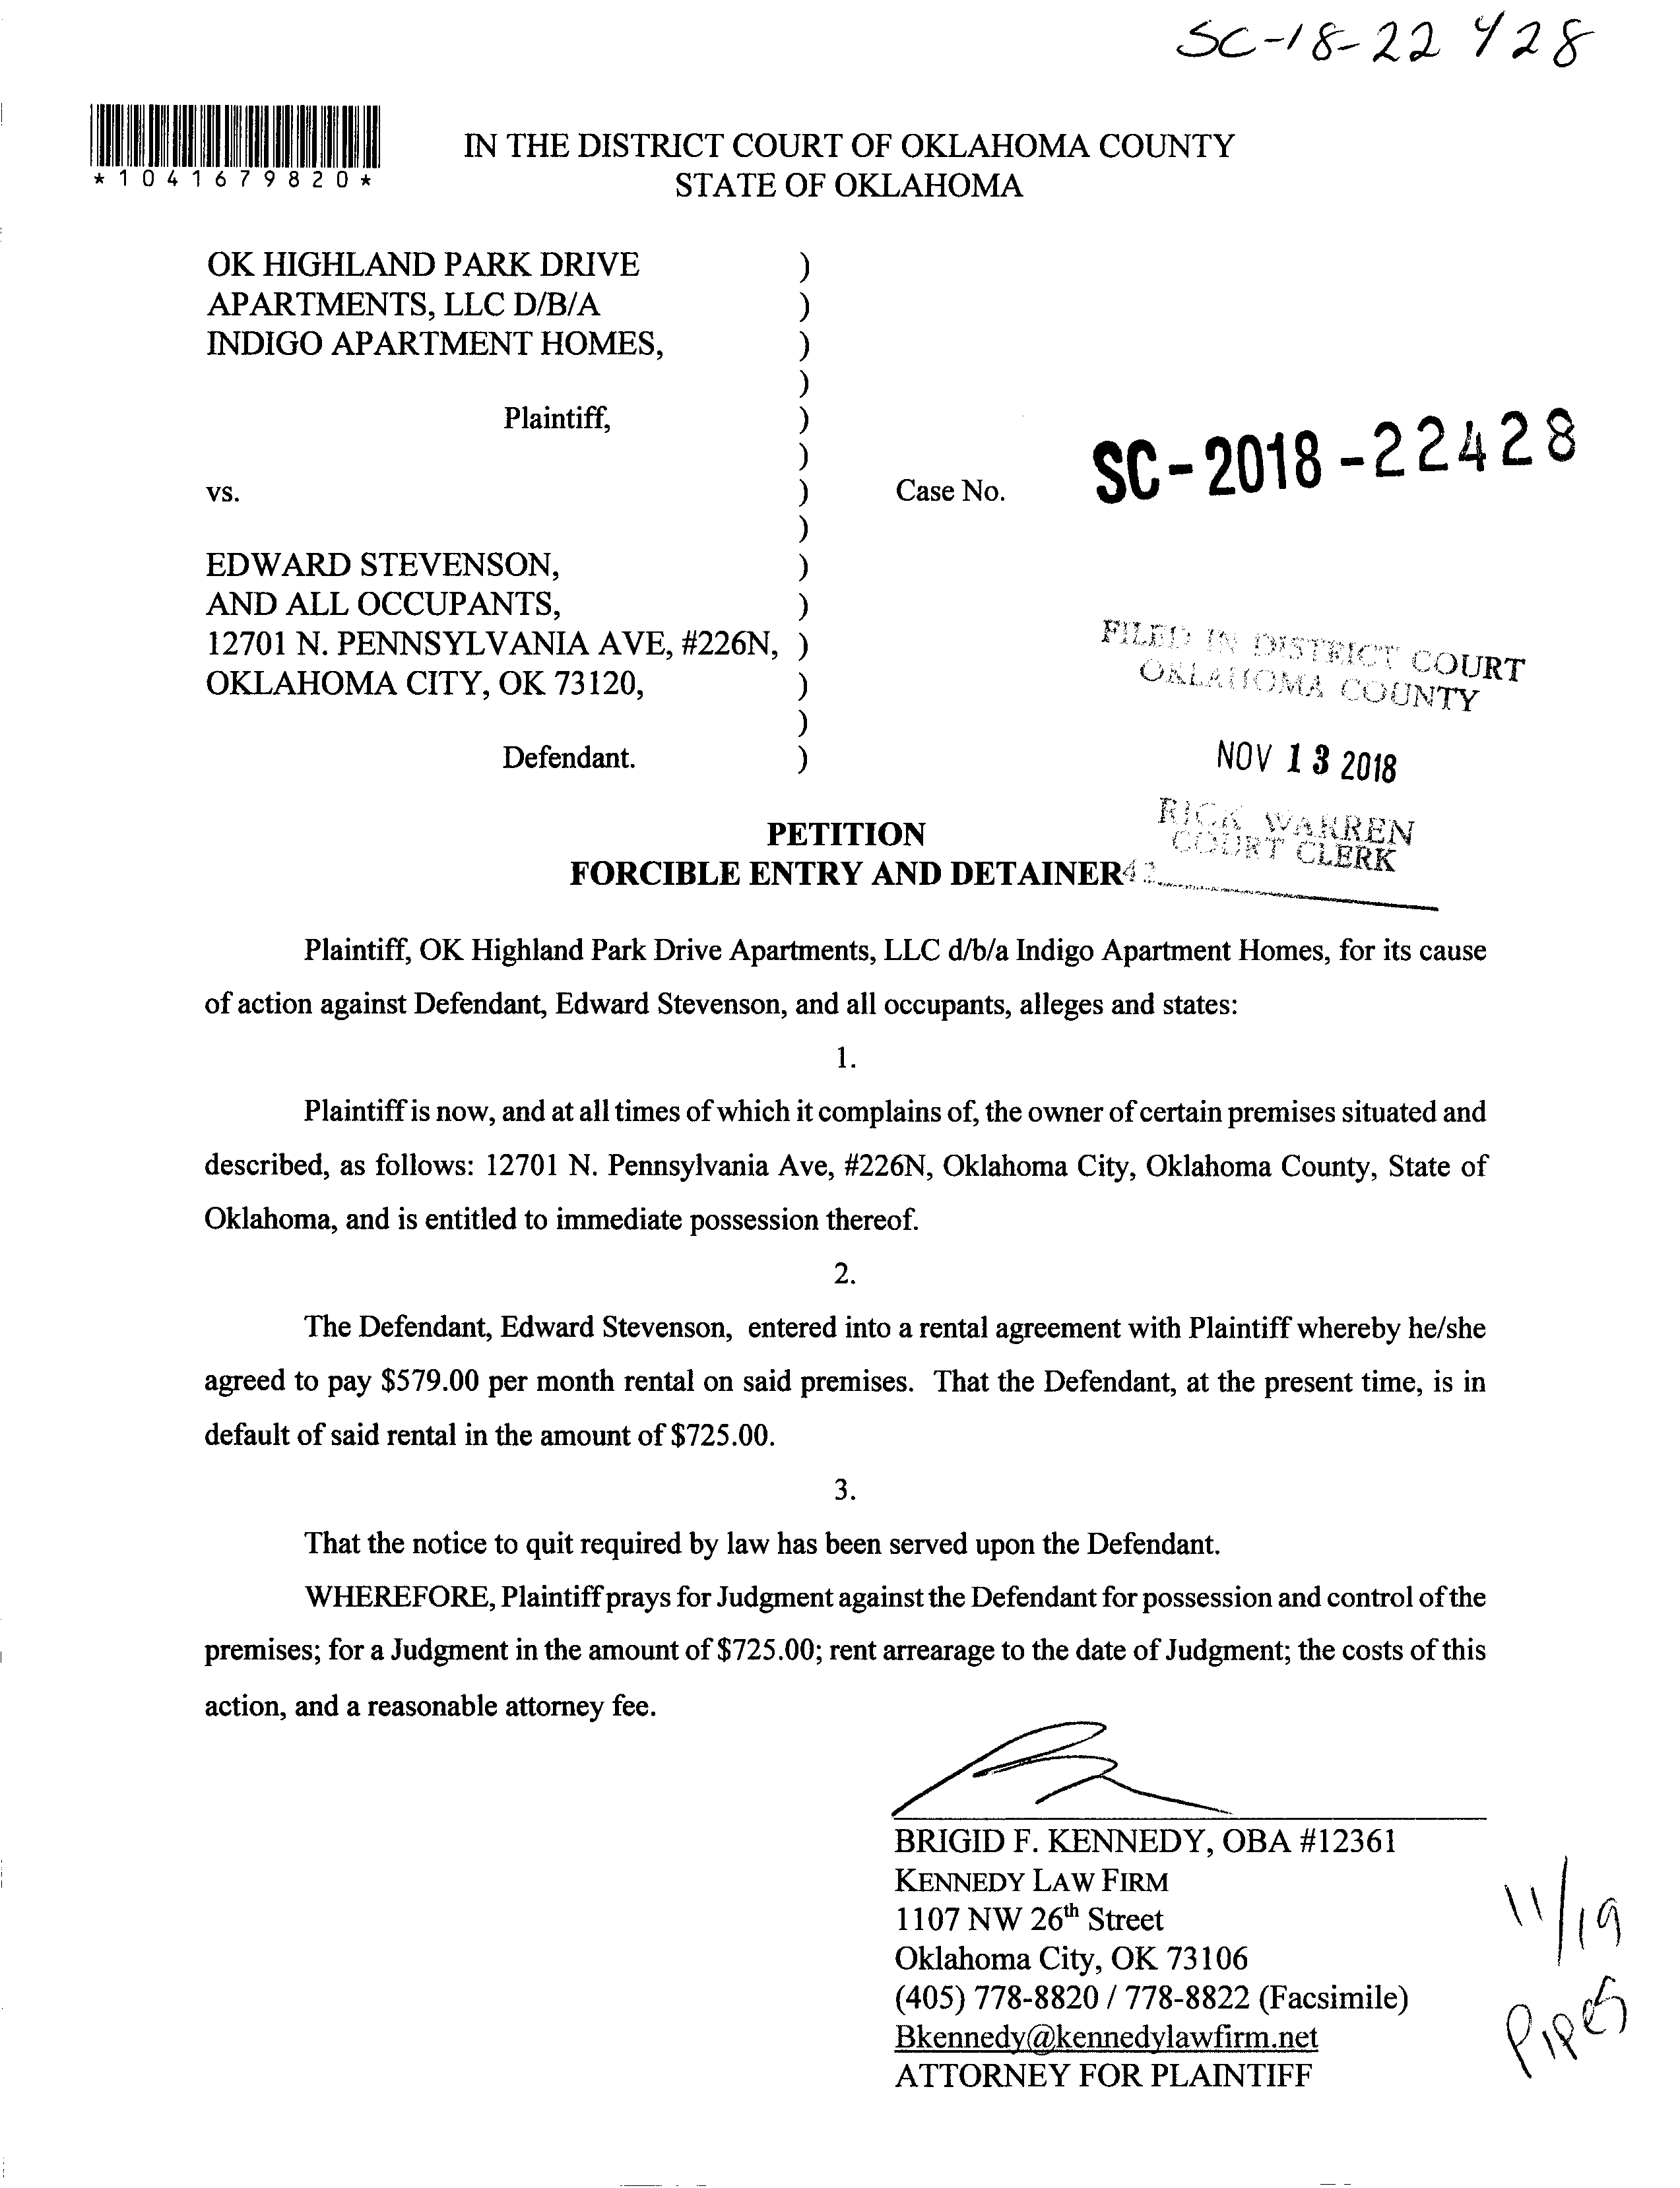 SC-18-22428
*1041679820*
IN THE DISTRICT COURT OF OKLAHOMA COUNTY
STATE OF OKLAHOMA
OK HIGHLAND PARK DRIVE )
APARTMENTS, LLC D/B/A )
INDIGO APARTMENT HOMES, )
)
Plaintiff, )
)
vs. ) Case No. SC-2018-22428
)
EDWARD STEVENSON, )
AND ALL OCCUPANTS, )
12701 N. PENNSYLVANIA AVE, #226N, )
OKLAHOMA CITY, OK 73120, )
)
Defendant. )
FILED IN DISTRICT COURT
OKLAHOMA COUNTY
NOV 13 2018
RICK WARREN
COURT CLERK
PETITION
FORCIBLE ENTRY AND DETAINER
Plaintiff, OK Highland Park Drive Apartments, LLC d/b/a Indigo Apartment Homes, for its cause
of action against Defendant, Edward Stevenson, and all occupants, alleges and states:
1.
Plaintiff is now, and at all times of which it complains of, the owner of certain premises situated and
described, as follows: 12701 N. Pennsylvania Ave, #226N, Oklahoma City, Oklahoma County, State of
Oklahoma, and is entitled to immediate possession thereof.
2.
The Defendant, Edward Stevenson, entered into a rental agreement with Plaintiff whereby he/she
agreed to pay $579.00 per month rental on said premises. That the Defendant, at the present time, is in
default of said rental in the amount of $725.00.
3.
That the notice to quit required by law has been served upon the Defendant.
WHEREFORE, Plaintiff prays for Judgment against the Defendant for possession and control of the
premises; for a Judgment in the amount of $725.00; rent arrearage to the date of Judgment; the costs of this
action, and a reasonable attorney fee.
BRIGID F. KENNEDY, OBA #12361
KENNEDY LAW FIRM
1107 NW 26th Street
Oklahoma City, OK 73106
(405) 778-8820 / 778-8822 (Facsimile)
Bkennedy@kennedylawfirm.net
ATTORNEY FOR PLAINTIFF
11/19